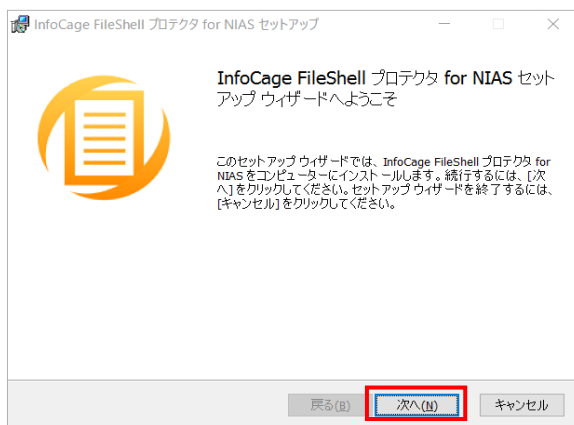 InfoCage FileShell プロテクタ for NIAS セットアップ
InfoCage FileShell プロテクタ for NIAS セット
アップ ウィザードへようこそ
このセットアップ ウィザードでは、InfoCage FileShell プロテクタ for
NIAS をコンピューターにインストールします。続行するには、[次
へ] をクリックしてください。セットアップ ウィザードを終了するには、
[キャンセル] をクリックしてください。
戻る(B) 次へ(N) キャンセル